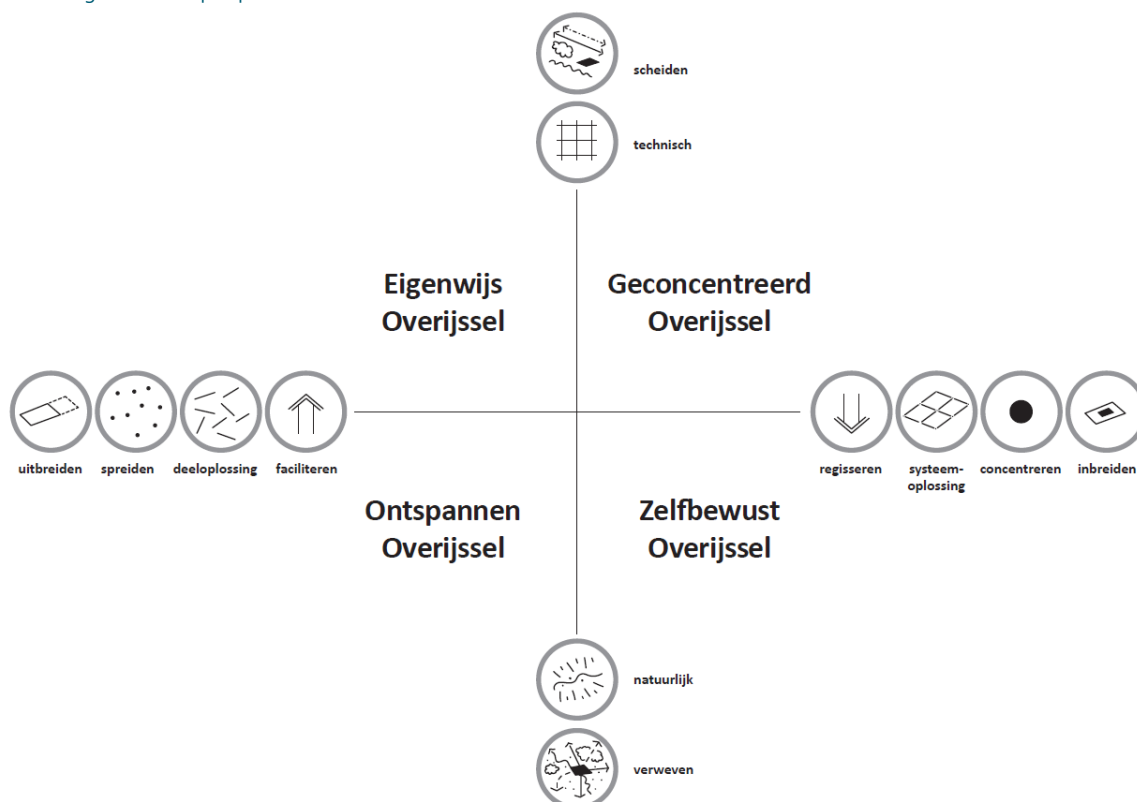 scheiden
technisch
Eigenwijs
Overijssel
Geconcentreerd
Overijssel
uitbreiden
spreiden
deeloplossing
faciliteren
regisseren
systeem-
oplossing
concentreren
inbreiden
Ontspannen
Overijssel
Zelfbewust
Overijssel
natuurlijk
verweven